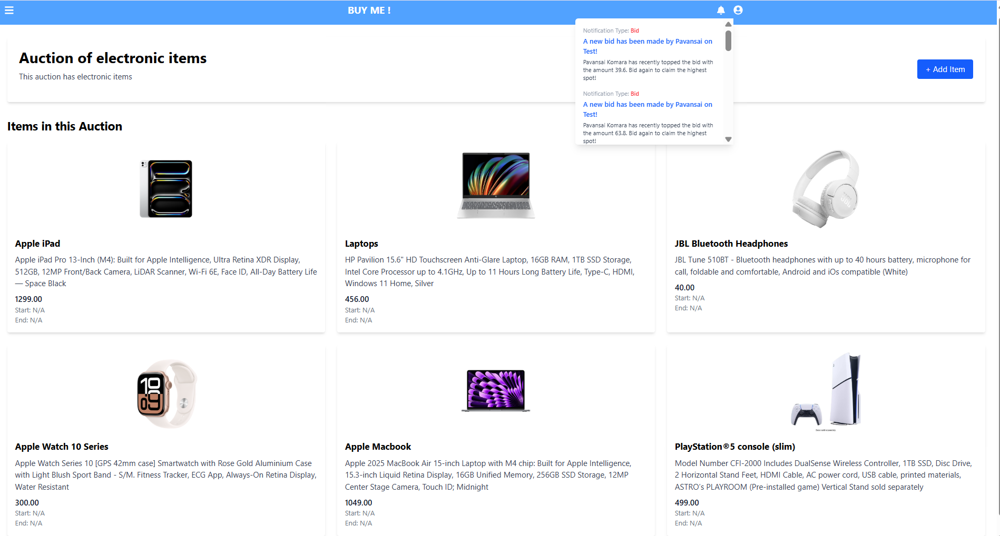 BUY ME !
Notification Type: Bid
A new bid has been made by Pavansai on
Test!
Pavansai Komara has recently topped the bid with
the amount 39.6. Bid again to claim the highest
spot!
Notification Type: Bid
A new bid has been made by Pavansai on
Test!
Pavansai Komara has recently topped the bid with
the amount 63.8. Bid again to claim the highest
spot!
Auction of electronic items
This auction has electronic items
+ Add Item
Items in this Auction
Apple iPad
Apple iPad Pro 13-Inch (M4): Built for Apple Intelligence, Ultra Retina XDR Display,
512GB, 12MP Front/Back Camera, LiDAR Scanner, Wi-Fi 6E, Face ID, All-Day Battery Life
— Space Black
1299.00
Start: N/A
End: N/A
Laptops
HP Pavilion 15.6" HD Touchscreen Anti-Glare Laptop, 16GB RAM, 1TB SSD Storage,
Intel Core Processor up to 4.1GHz, Up to 11 Hours Long Battery Life, Type-C, HDMI,
Windows 11 Home, Silver
456.00
Start: N/A
End: N/A
JBL
JBL Bluetooth Headphones
JBL Tune 510BT - Bluetooth headphones with up to 40 hours battery, microphone for
call, foldable and comfortable, Android and iOs compatible (White)
40.00
Start: N/A
End: N/A
10
09
Apple Watch 10 Series
Apple Watch Series 10 [GPS 42mm case] Smartwatch with Rose Gold Aluminium Case
with Light Blush Sport Band - S/M. Fitness Tracker, ECG App, Always-On Retina Display,
Water Resistant
300.00
Start: N/A
End: N/A
Apple Macbook
Apple 2025 MacBook Air 15-inch Laptop with M4 chip: Built for Apple Intelligence,
15.3-inch Liquid Retina Display, 16GB Unified Memory, 256GB SSD Storage, 12MP
Center Stage Camera, Touch ID; Midnight
1049.00
Start: N/A
End: N/A
PlayStation®5 console (slim)
Model Number CFI-2000 Includes DualSense Wireless Controller, 1TB SSD, Disc Drive,
2 Horizontal Stand Feet, HDMI Cable, AC power cord, USB cable, printed materials,
ASTRO's PLAYROOM (Pre-installed game) Vertical Stand sold separately
499.00
Start: N/A
End: N/A